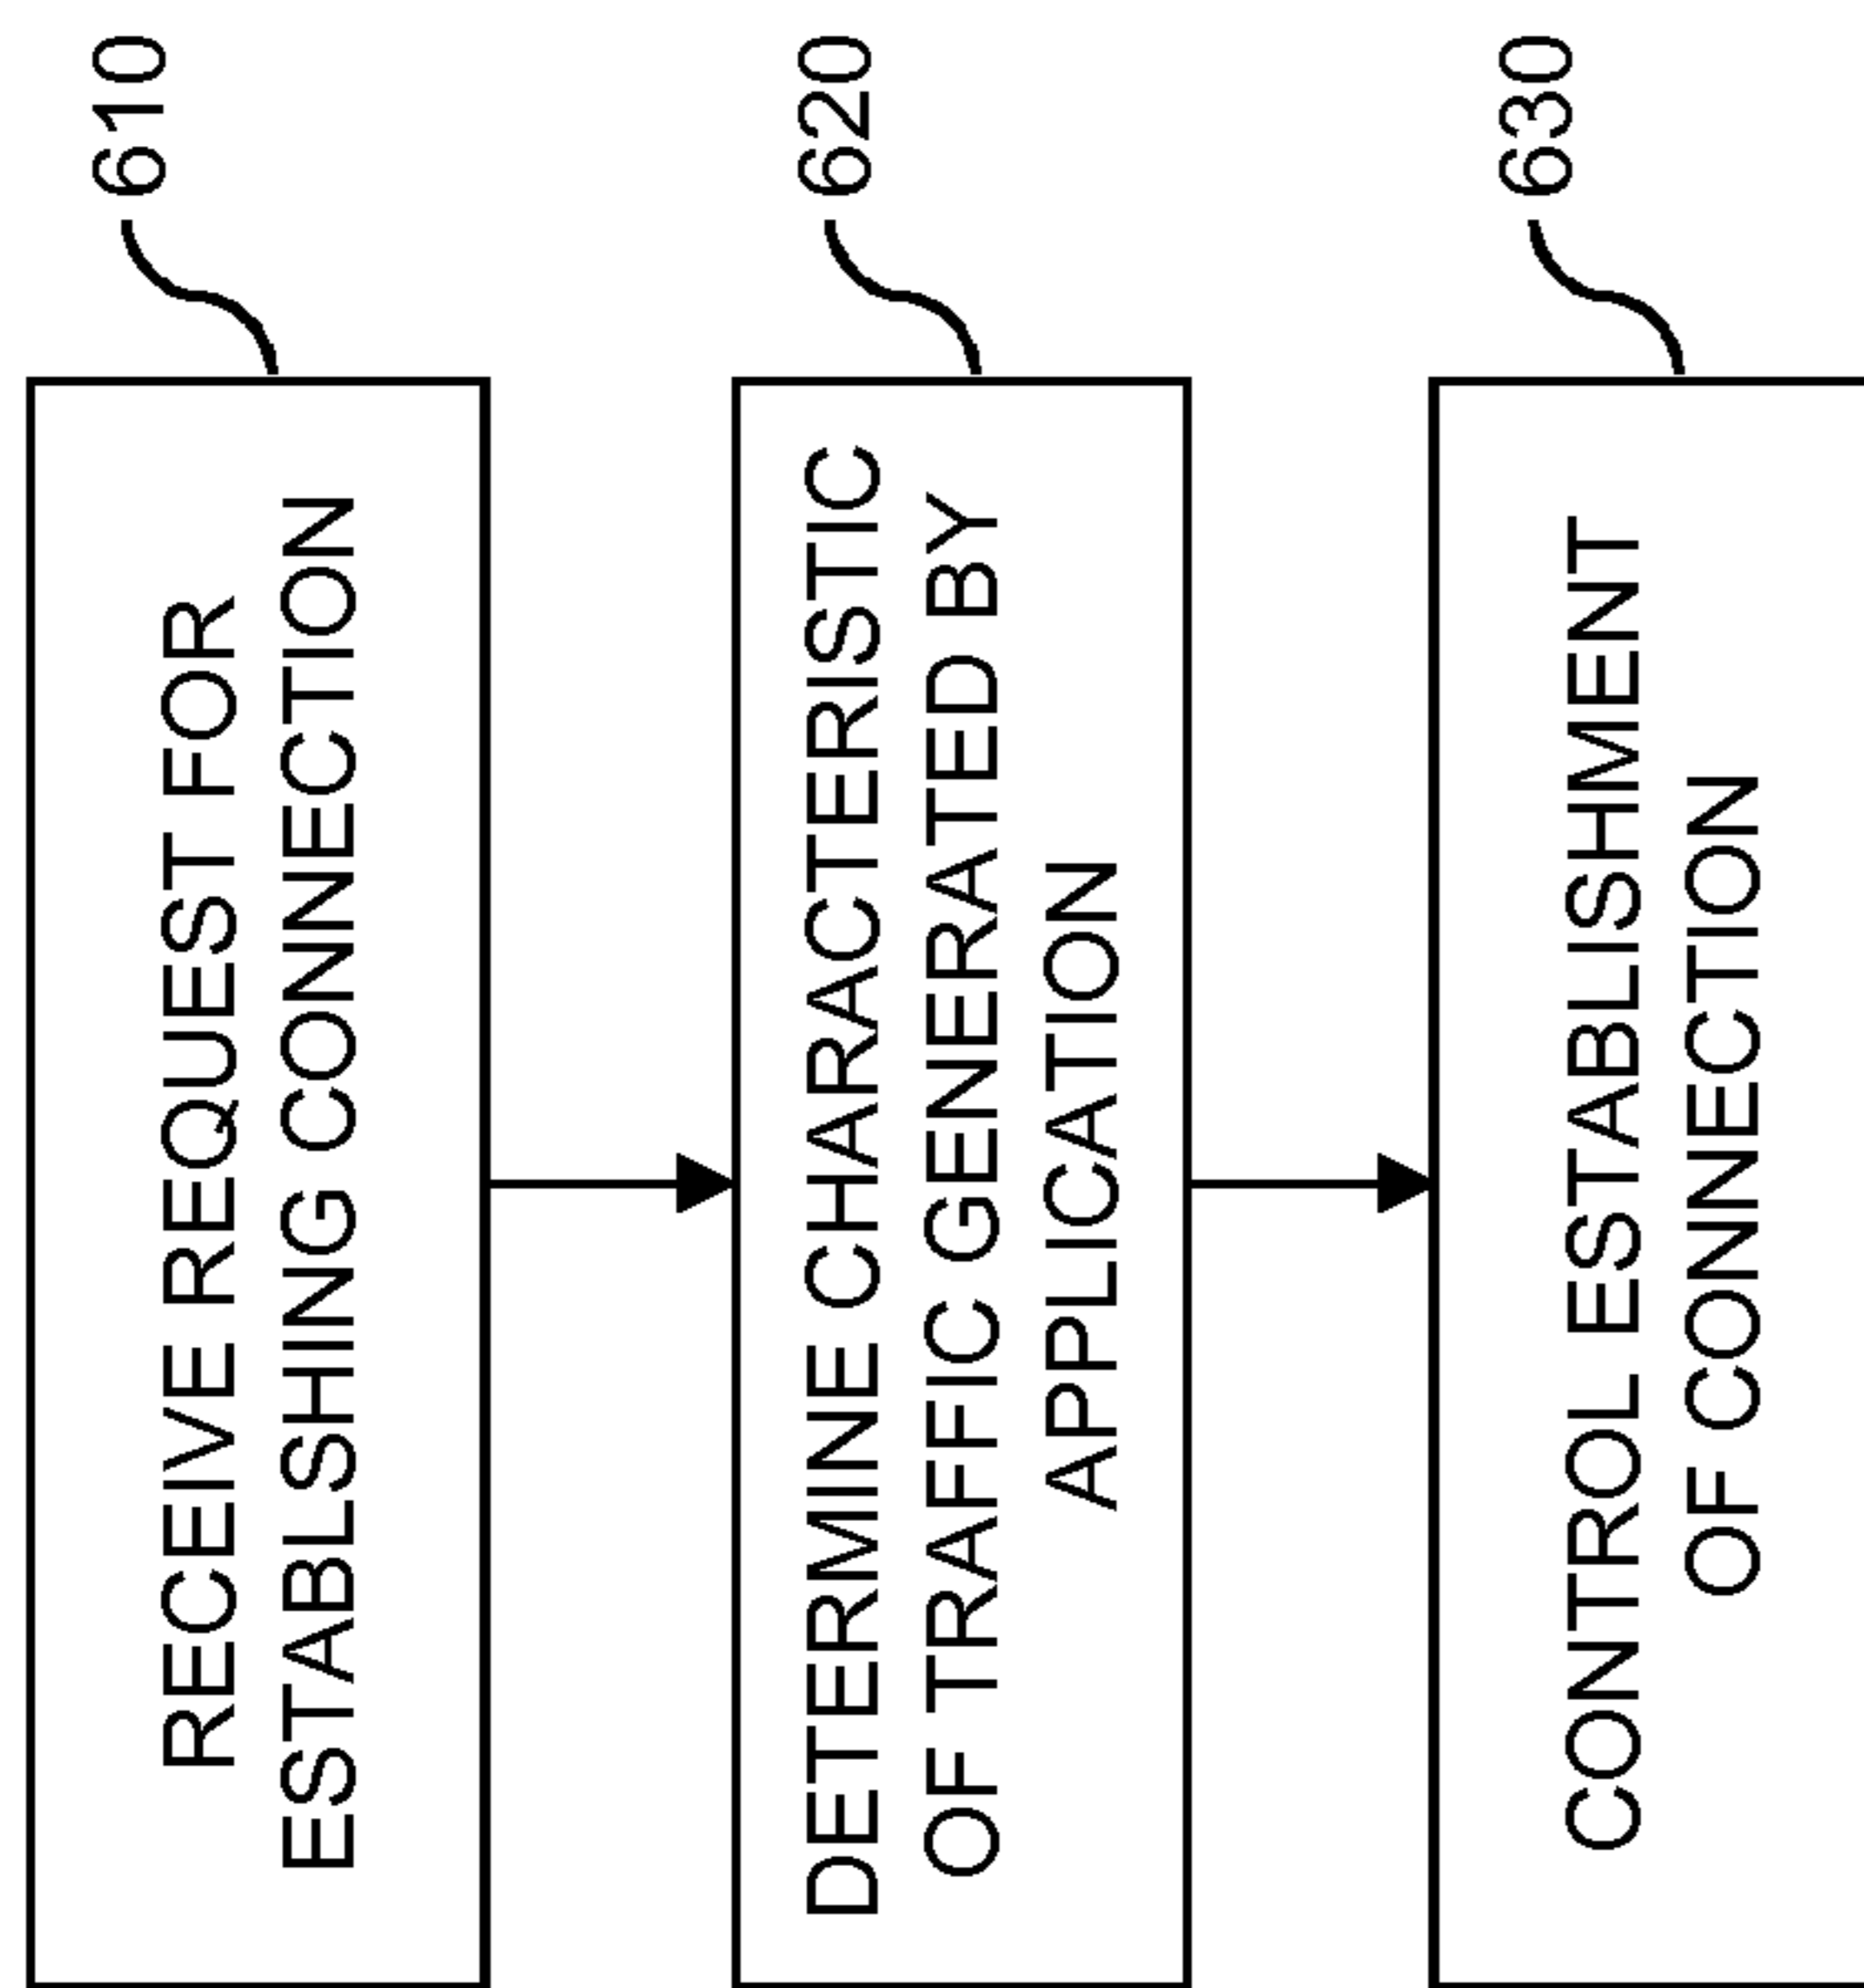 610
RECEIVE REQUEST FOR
ESTABLSHING CONNECTION
620
DETERMINE CHARACTERISTIC
OF TRAFFIC GENERATED BY
APPLICATION
630
CONTROL ESTABLISHMENT
OF CONNECTION